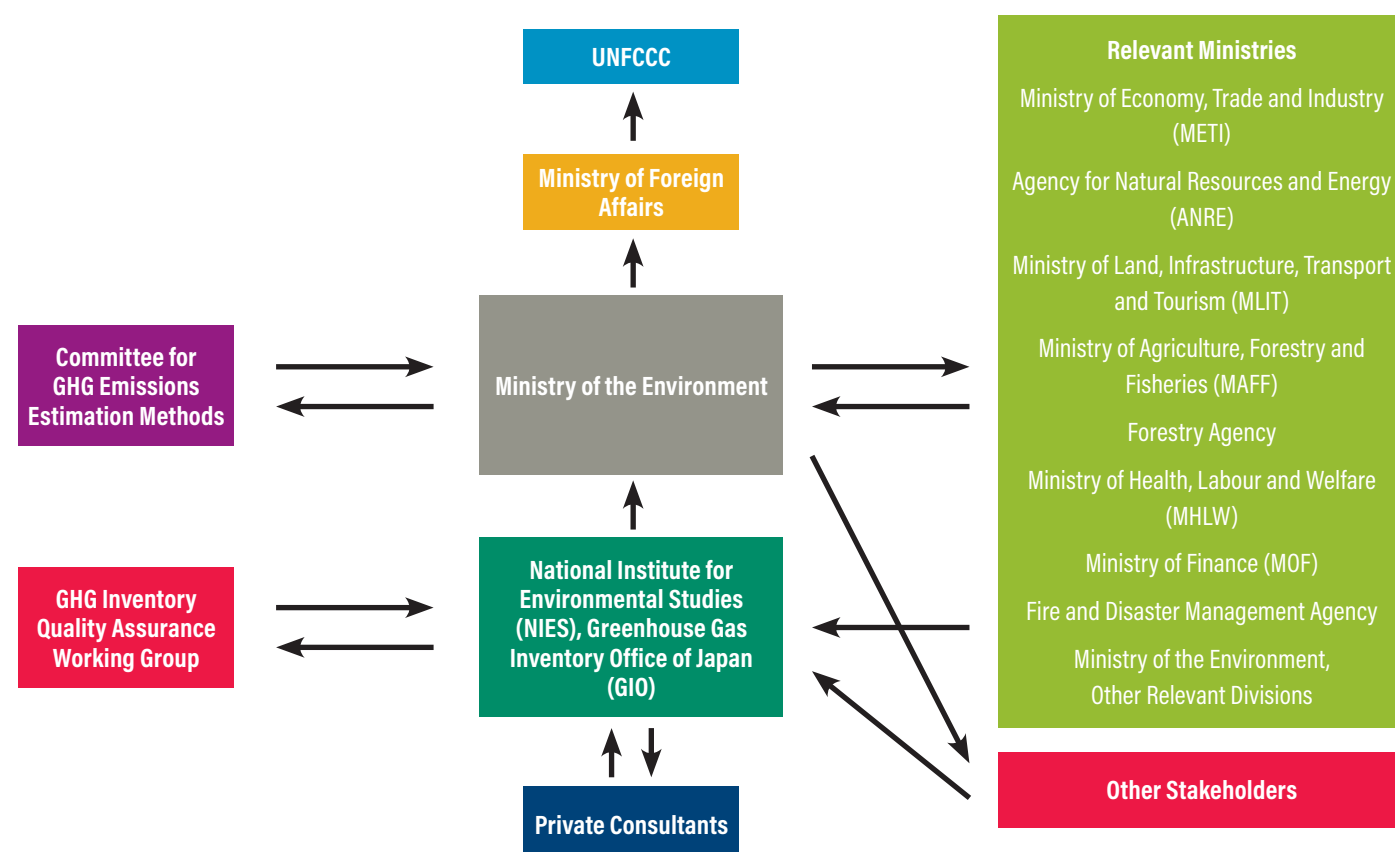 UNFCCC
Ministry of Foreign
Affairs
Committee for
GHG Emissions
Estimation Methods
Ministry of the Environment
GHG Inventory
Quality Assurance
Working Group
National Institute for
Environmental Studies
(NIES), Greenhouse Gas
Inventory Office of Japan
(GIO)
Private Consultants
Relevant Ministries
Ministry of Economy, Trade and Industry
(METI)
Agency for Natural Resources and Energy
(ANRE)
Ministry of Land, Infrastructure, Transport
and Tourism (MLIT)
Ministry of Agriculture, Forestry and
Fisheries (MAFF)
Forestry Agency
Ministry of Health, Labour and Welfare
(MHLW)
Ministry of Finance (MOF)
Fire and Disaster Management Agency
Ministry of the Environment,
Other Relevant Divisions
Other Stakeholders